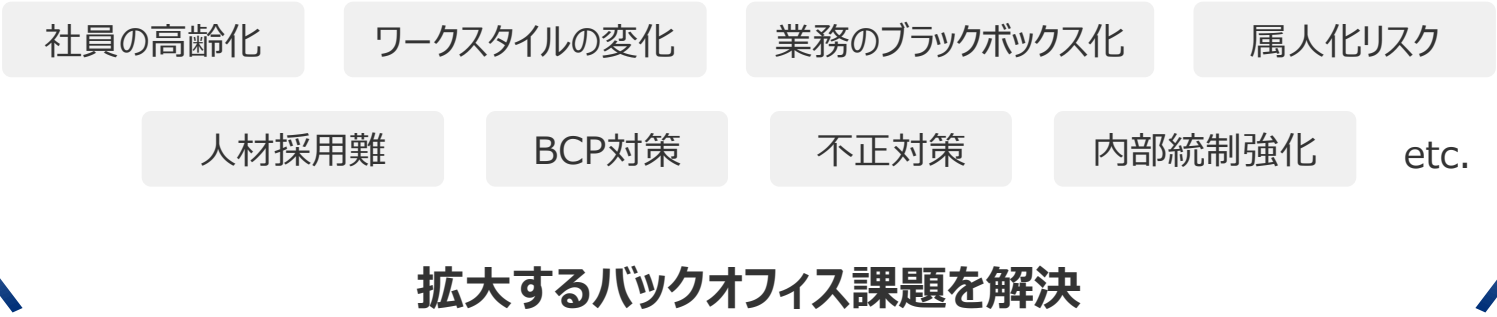 社員の高齢化 ワークスタイルの変化 業務のブラックボックス化 属人化リスク
人材採用難 BCP対策 不正対策 内部統制強化 etc.
拡大するバックオフィス課題を解決